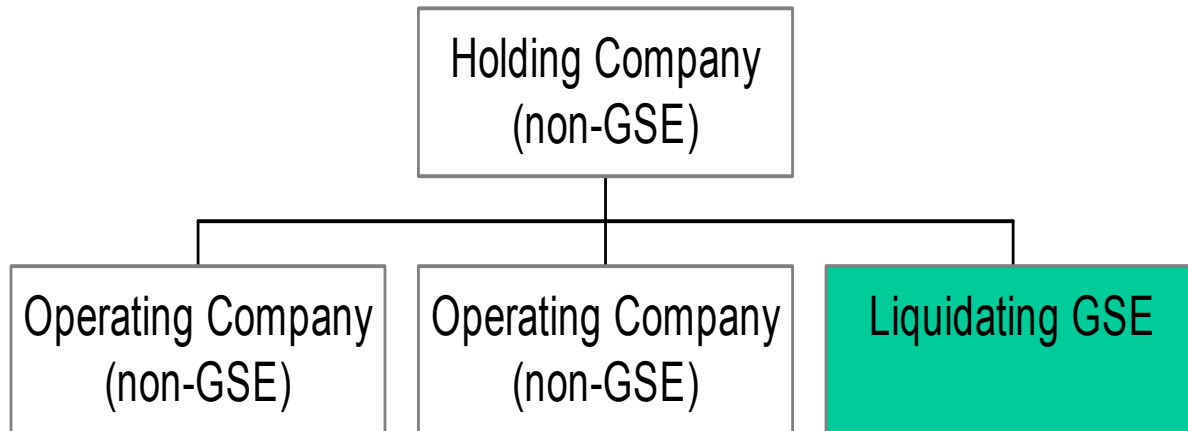 Holding Company
(non-GSE)
Operating Company
(non-GSE)
Operating Company
(non-GSE)
Liquidating GSE